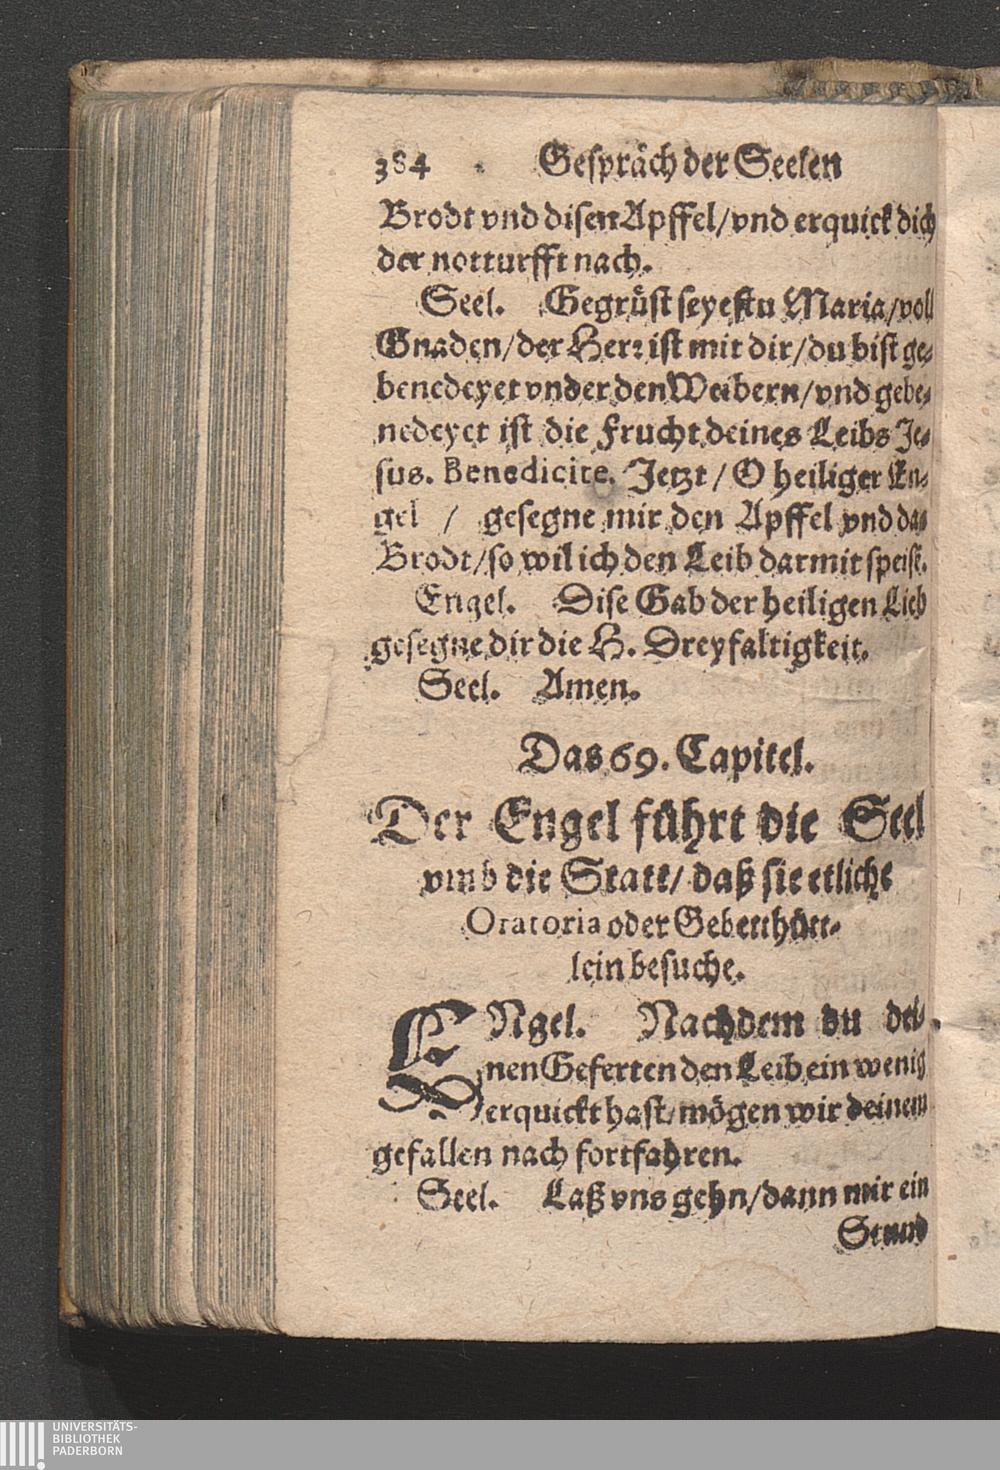 384 Gespräch der Seelen
Brodt vnd disen Apffel/vnd erquick dich
der notturfft nach.
Seel. Gegrüst seyestu Maria/voll
Gnaden/der Herr ist mit dir/du bist ge-
benedeyet vnder den Weibern/vnd gebe-
nedeyet ist die Frucht deines Leibs Je-
sus. Benedicite. Jetzt/O heiliger En-
gel / gesegne mir den Apffel vnd das
Brodt/so wil ich den Leib darmit speisē.
Engel. Dise Gab der heiligen Lieb
gesegne dir die H. Dreyfaltigkeit.
Seel. Amen.
Das 69. Capitel.
Der Engel führt die Seel
vmb die Statt/daß sie etliche
Oratoria oder Gebetthütt-
lein besuche.
ENgel. Nachdem du dei-
nen Geferten den Leib ein wenig
erquickt hast/mögen wir deinem
gefallen nach fortfahren.
Seel. Laß vns gehn/dann mir ein
Stund
UNIVERSITÄTS-
BIBLIOTHEK
PADERBORN